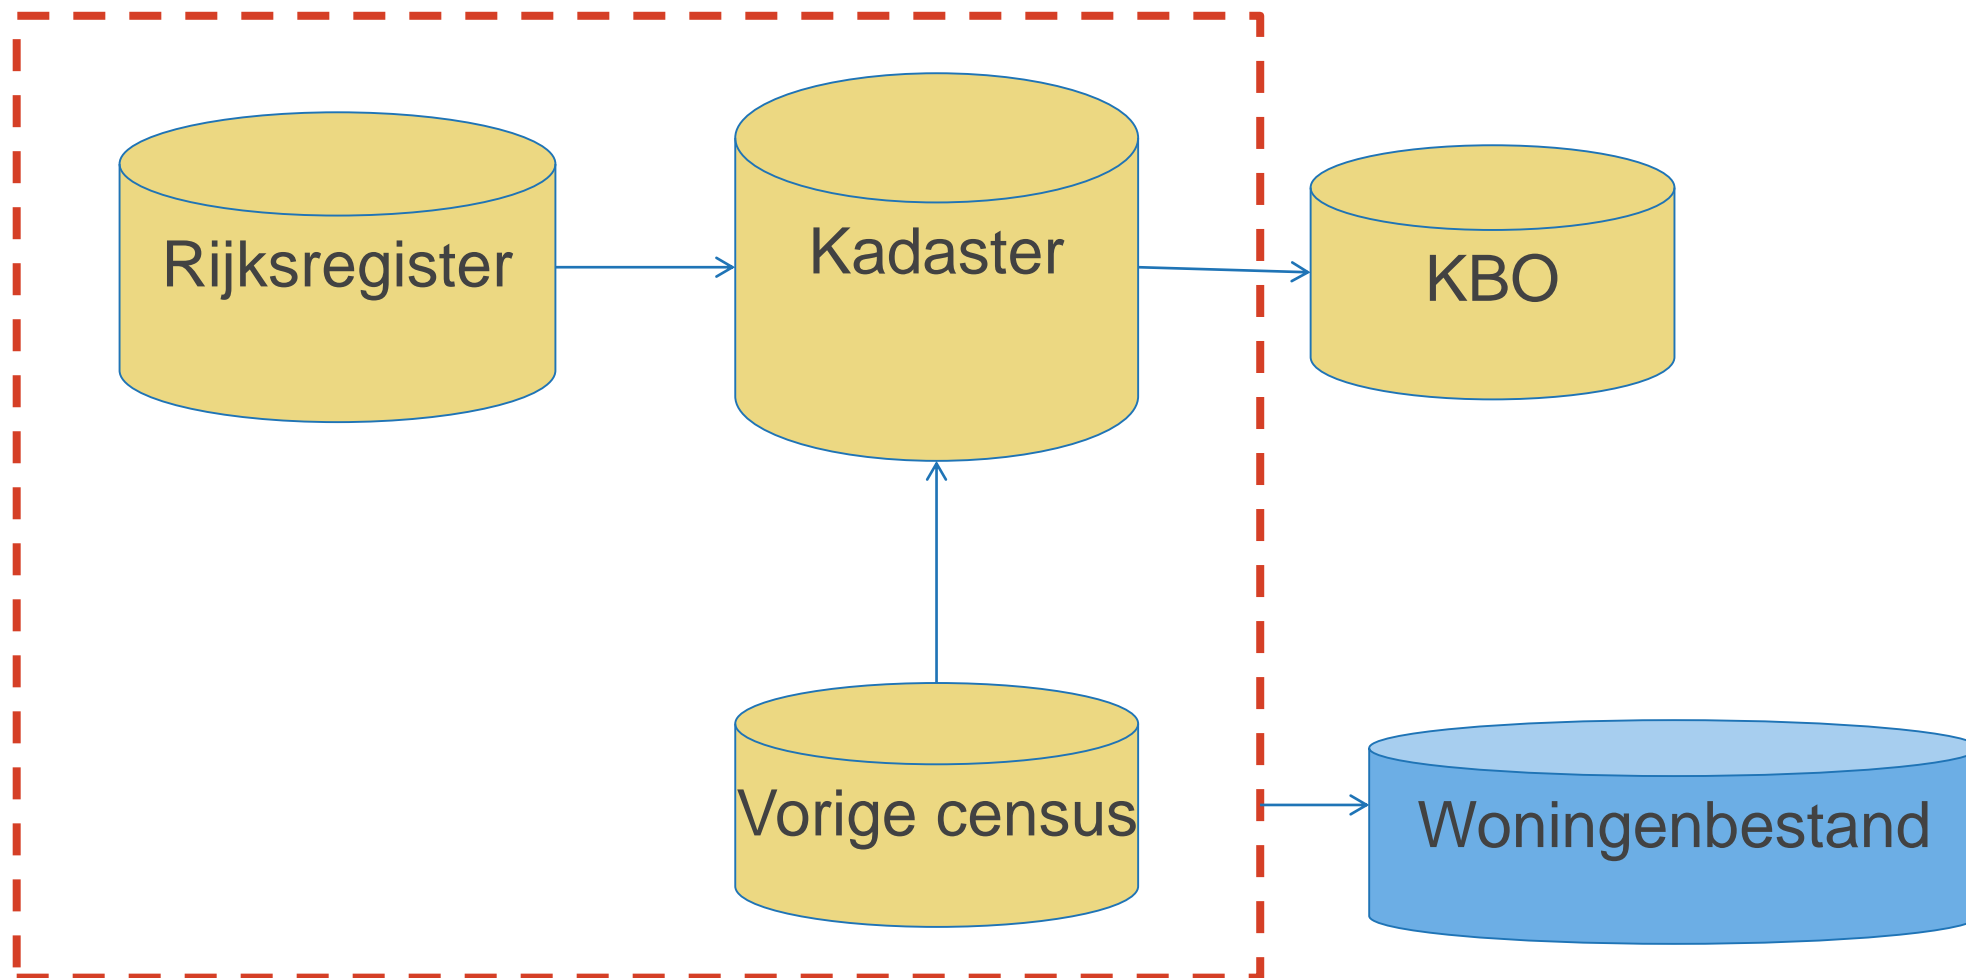 Rijksregister
Kadaster
KBO
Vorige census
Woningenbestand